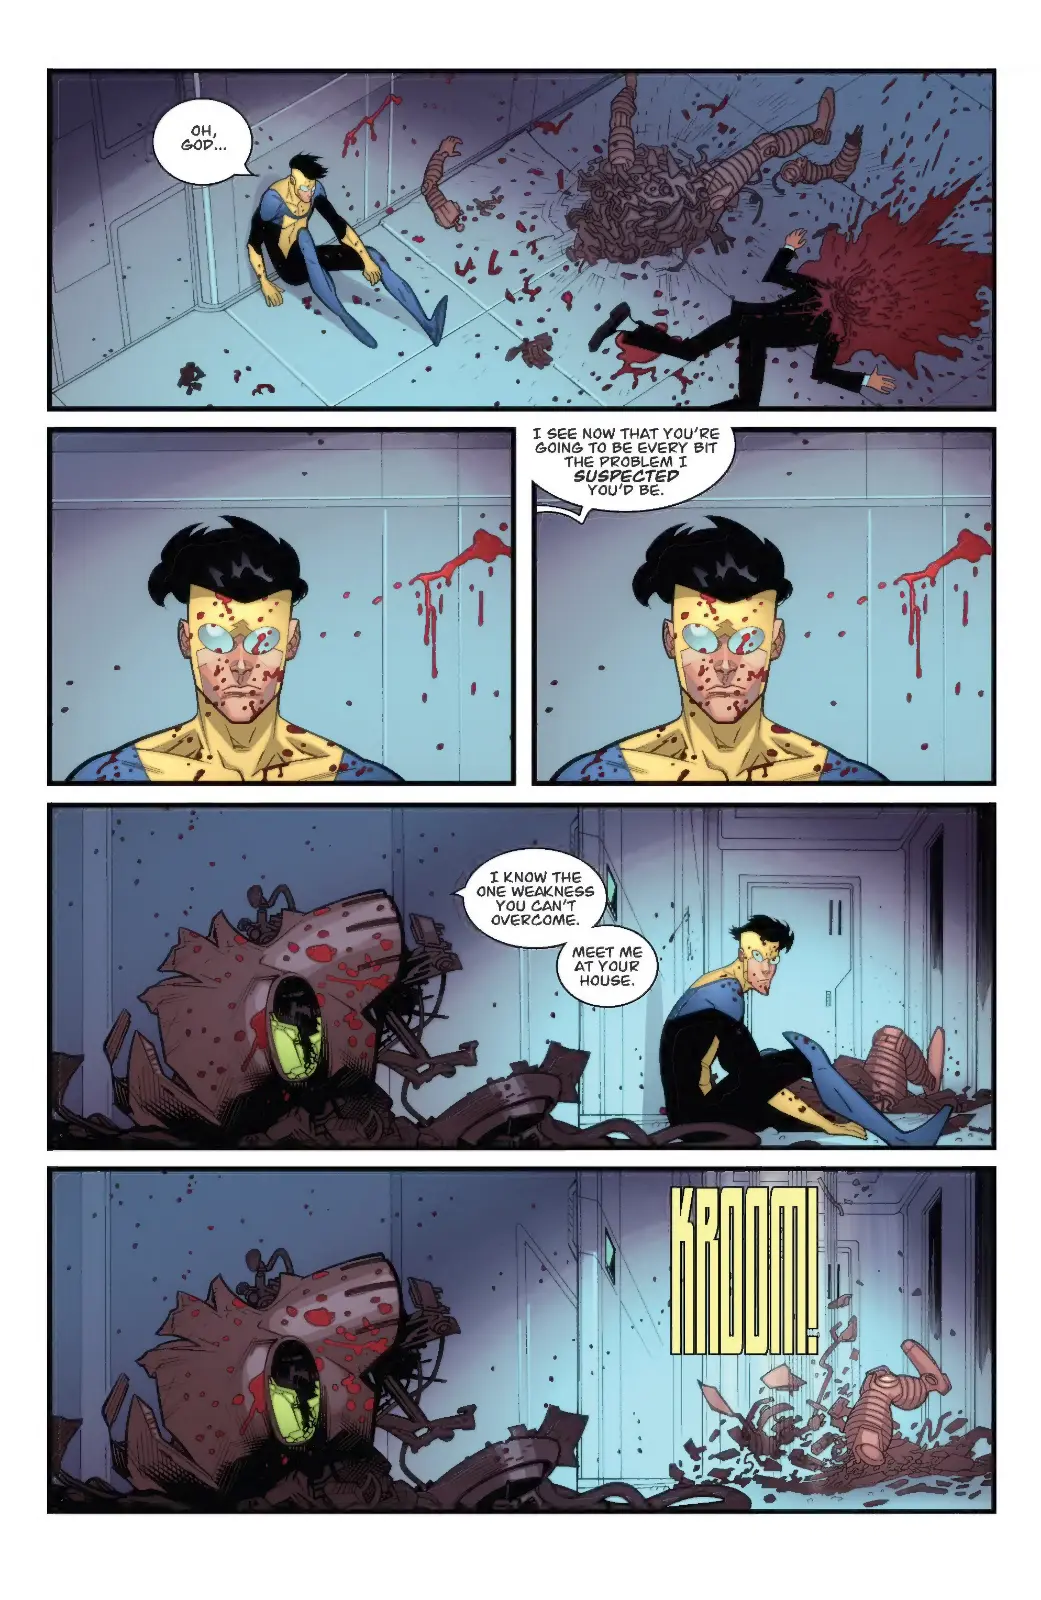 OH,
GOD...
I SEE NOW THAT YOU'RE
GOING TO BE EVERY BIT
THE PROBLEM I
SUSPECTED
YOU'D BE.
I KNOW THE
ONE WEAKNESS
YOU CAN'T
OVERCOME.
MEET ME
AT YOUR
HOUSE.
KROOM!